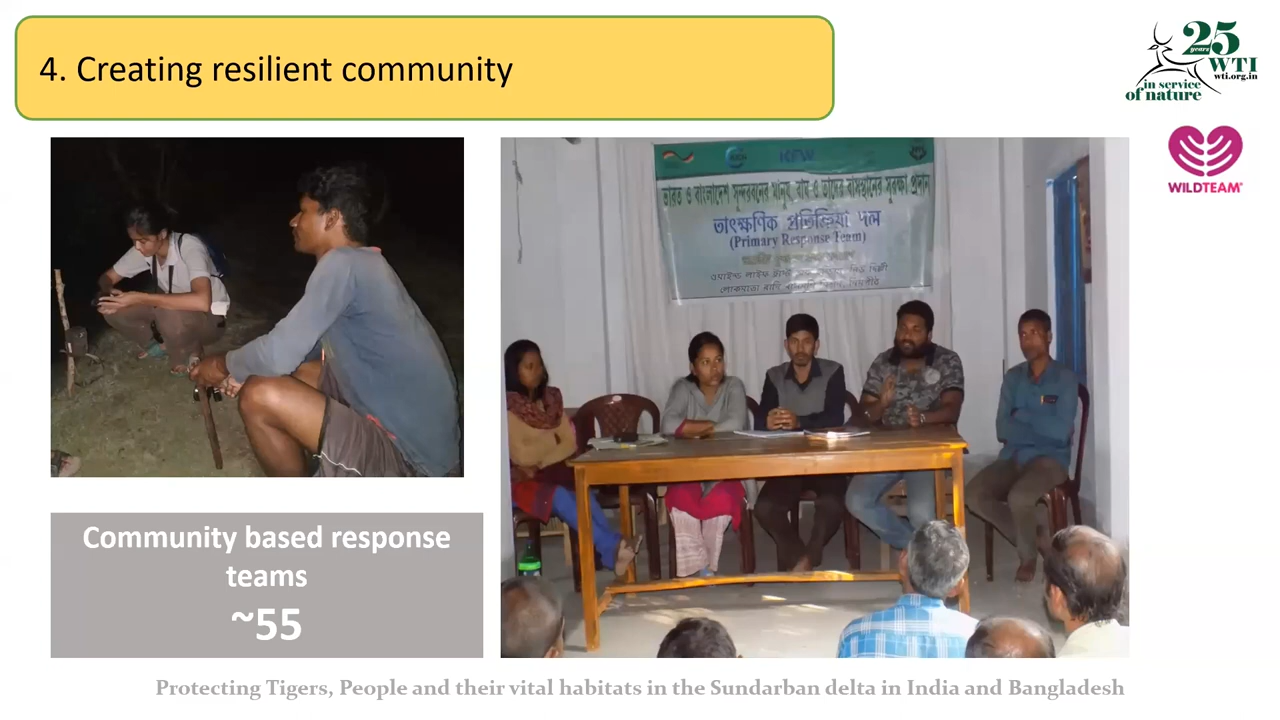 4. Creating resilient community
25
years
WTI
wti.org.in
in service
of nature
WILDTEAM
KFW
ভারত ও বাংলাদেশ সুন্দরবনের মানুষ, বাঘ ও তাদের বাসস্থানের সুরক্ষা প্রদান
তাৎক্ষণিক প্রতিক্রিয়া দল
(Primary Response Team)
Community based response
teams
~55
Protecting Tigers, People and their vital habitats in the Sundarban delta in India and Bangladesh